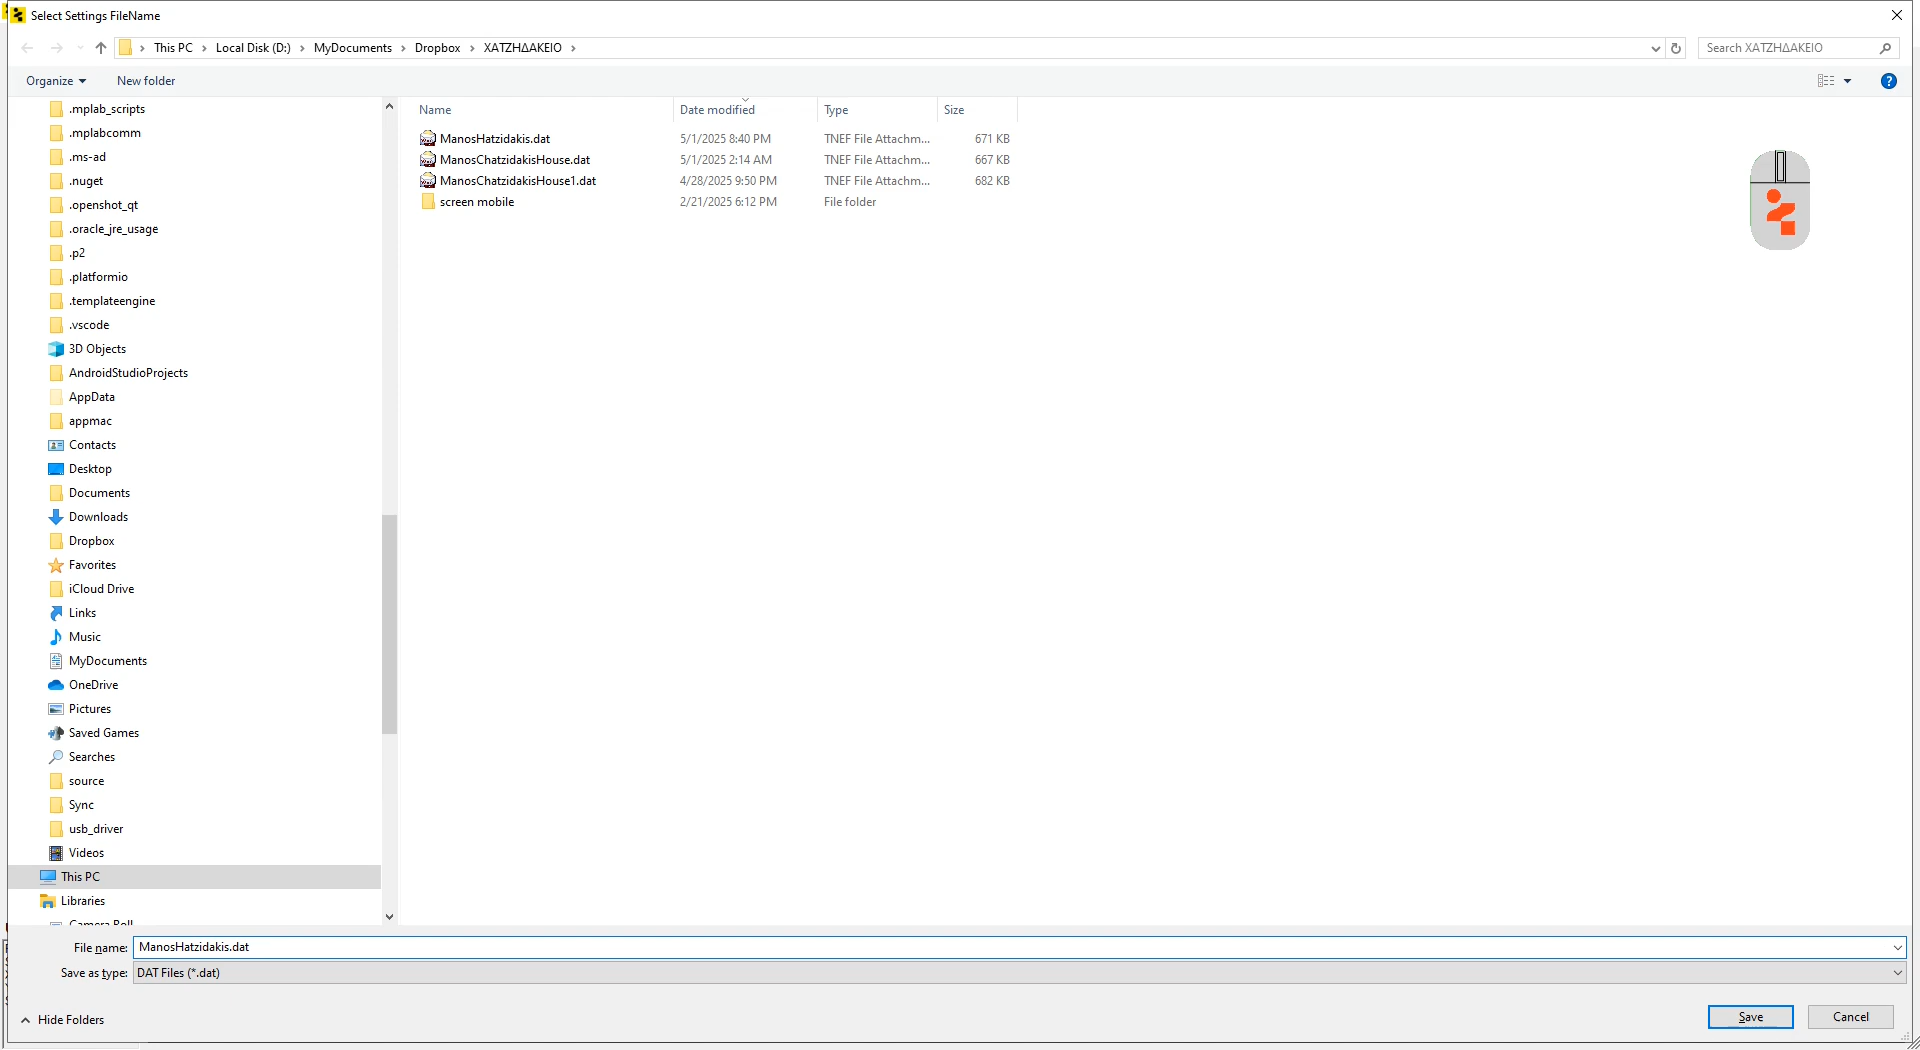 Select Settings FileName
This PC > Local Disk (D:) > MyDocuments > Dropbox > ΧΑΤΖΗΔΑΚΕΙΟ >
Search ΧΑΤΖΗΔΑΚΕΙΟ
Organize
New folder
.mplab_scripts
.mplabcomm
.ms-ad
.nuget
.openshot_qt
.oracle_jre_usage
.p2
.platformio
.templateengine
.vscode
3D Objects
AndroidStudioProjects
AppData
appmac
Contacts
Desktop
Documents
Downloads
Dropbox
Favorites
iCloud Drive
Links
Music
MyDocuments
OneDrive
Pictures
Saved Games
Searches
source
Sync
usb_driver
Videos
This PC
Libraries
Camera Roll
Name Date modified Type Size
ManosHatzidakis.dat 5/1/2025 8:40 PM TNEF File Attachm... 671 KB
ManosChatzidakisHouse.dat 5/1/2025 2:14 AM TNEF File Attachm... 667 KB
ManosChatzidakisHouse1.dat 4/28/2025 9:50 PM TNEF File Attachm... 682 KB
screen mobile 2/21/2025 6:12 PM File folder
File name: ManosHatzidakis.dat
Save as type: DAT Files (*.dat)
Hide Folders
Save
Cancel